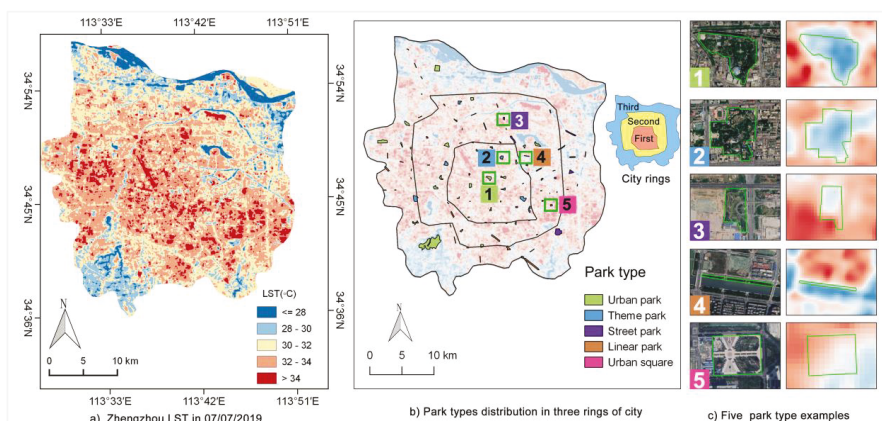 113°33'E 113°42'E 113°51'E
34°54'N
34°45'N
34°36'N
N
0 5 10 km
LST(◦C)
<= 28
28 - 30
30 - 32
32 - 34
> 34
113°33'E 113°42'E 113°51'E
a) Zhengzhou LST in 07/07/2019
34°54'N
34°45'N
34°36'N
3
2
4
1
5
Third
Second
First
City rings
N
0 5 10 km
Park type
Urban park
Theme park
Street park
Linear park
Urban square
b) Park types distribution in three rings of city
1
2
3
4
5
c) Five park type examples